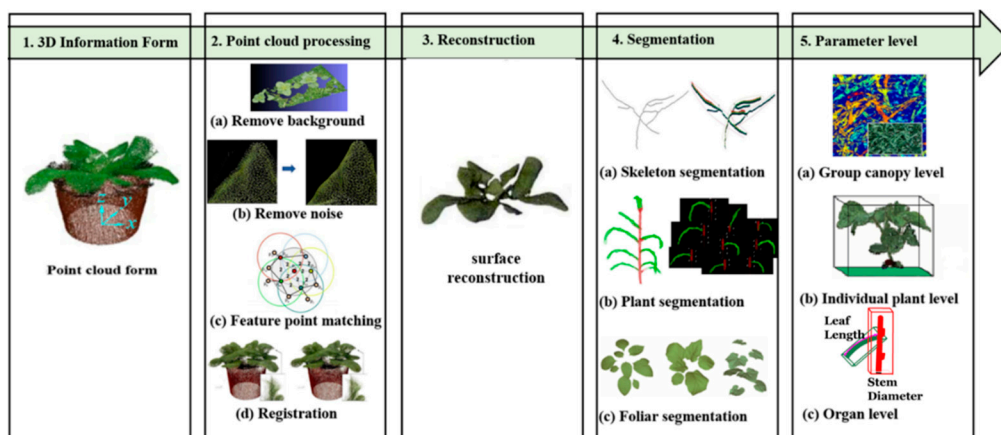 1. 3D Information Form
z
y
x
Point cloud form
2. Point cloud processing
(a) Remove background
(b) Remove noise
(c) Feature point matching
(d) Registration
3. Reconstruction
surface
reconstruction
4. Segmentation
(a) Skeleton segmentation
(b) Plant segmentation
(c) Foliar segmentation
5. Parameter level
(a) Group canopy level
(b) Individual plant level
Leaf
Length
Stem
Diameter
(c) Organ level